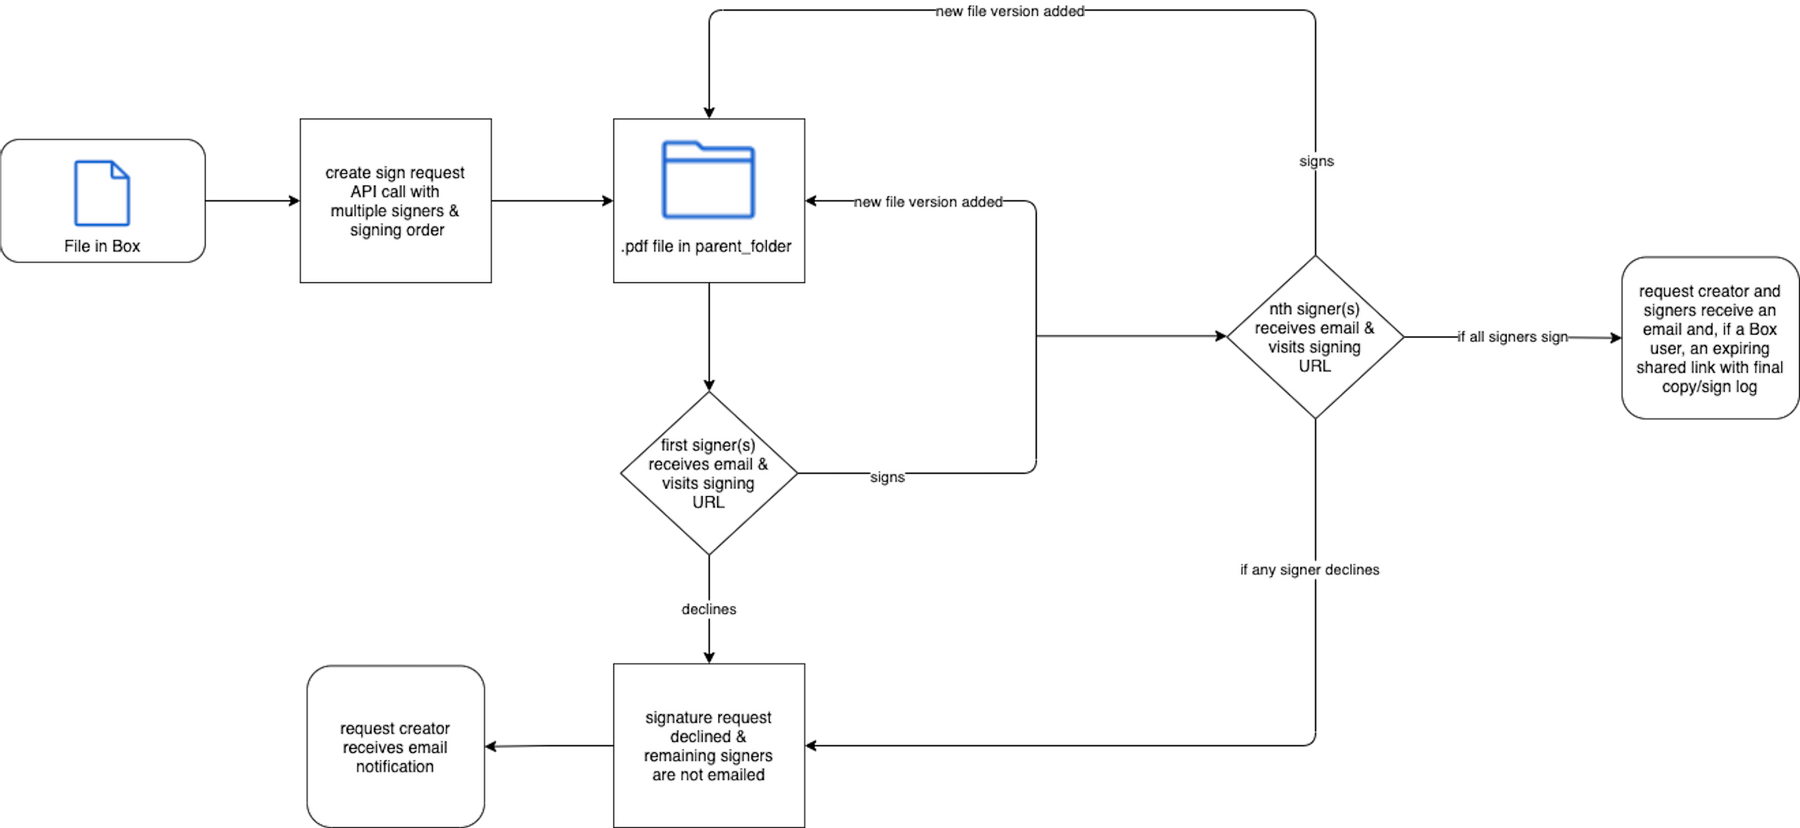 new file version added
signs
File in Box
create sign request
API call with
multiple signers &
signing order
.pdf file in parent_folder
new file version added
nth signer(s)
receives email &
visits signing
URL
if all signers sign
request creator and
signers receive an
email and, if a Box
user, an expiring
shared link with final
copy/sign log
first signer(s)
receives email &
visits signing
URL
signs
declines
if any signer declines
request creator
receives email
notification
signature request
declined &
remaining signers
are not emailed